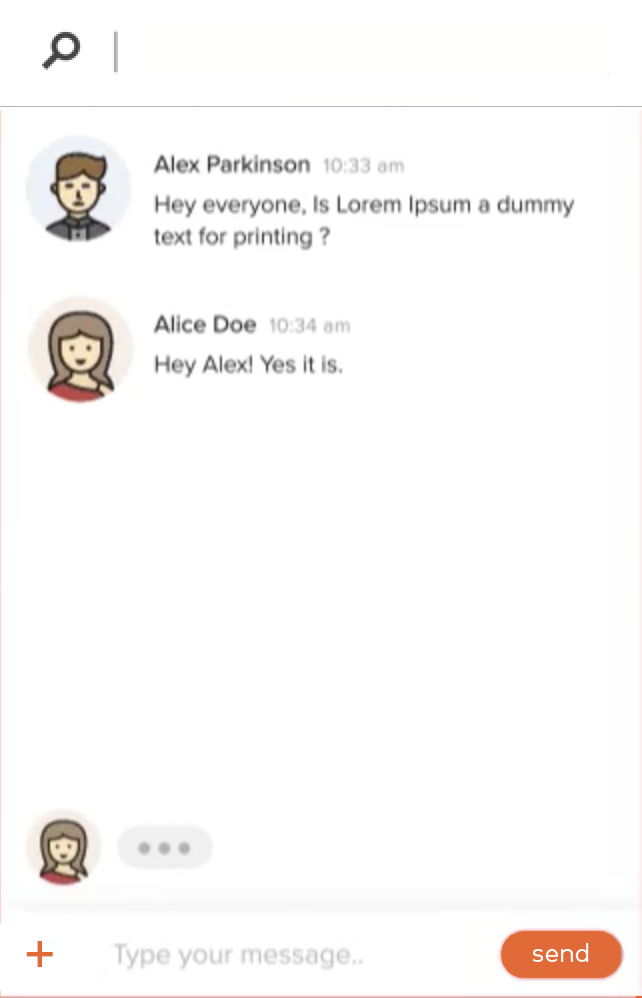 Alex Parkinson 10:33 am
Hey everyone, Is Lorem Ipsum a dummy
text for printing ?
Alice Doe 10:34 am
Hey Alex! Yes it is.
Type your message..
send